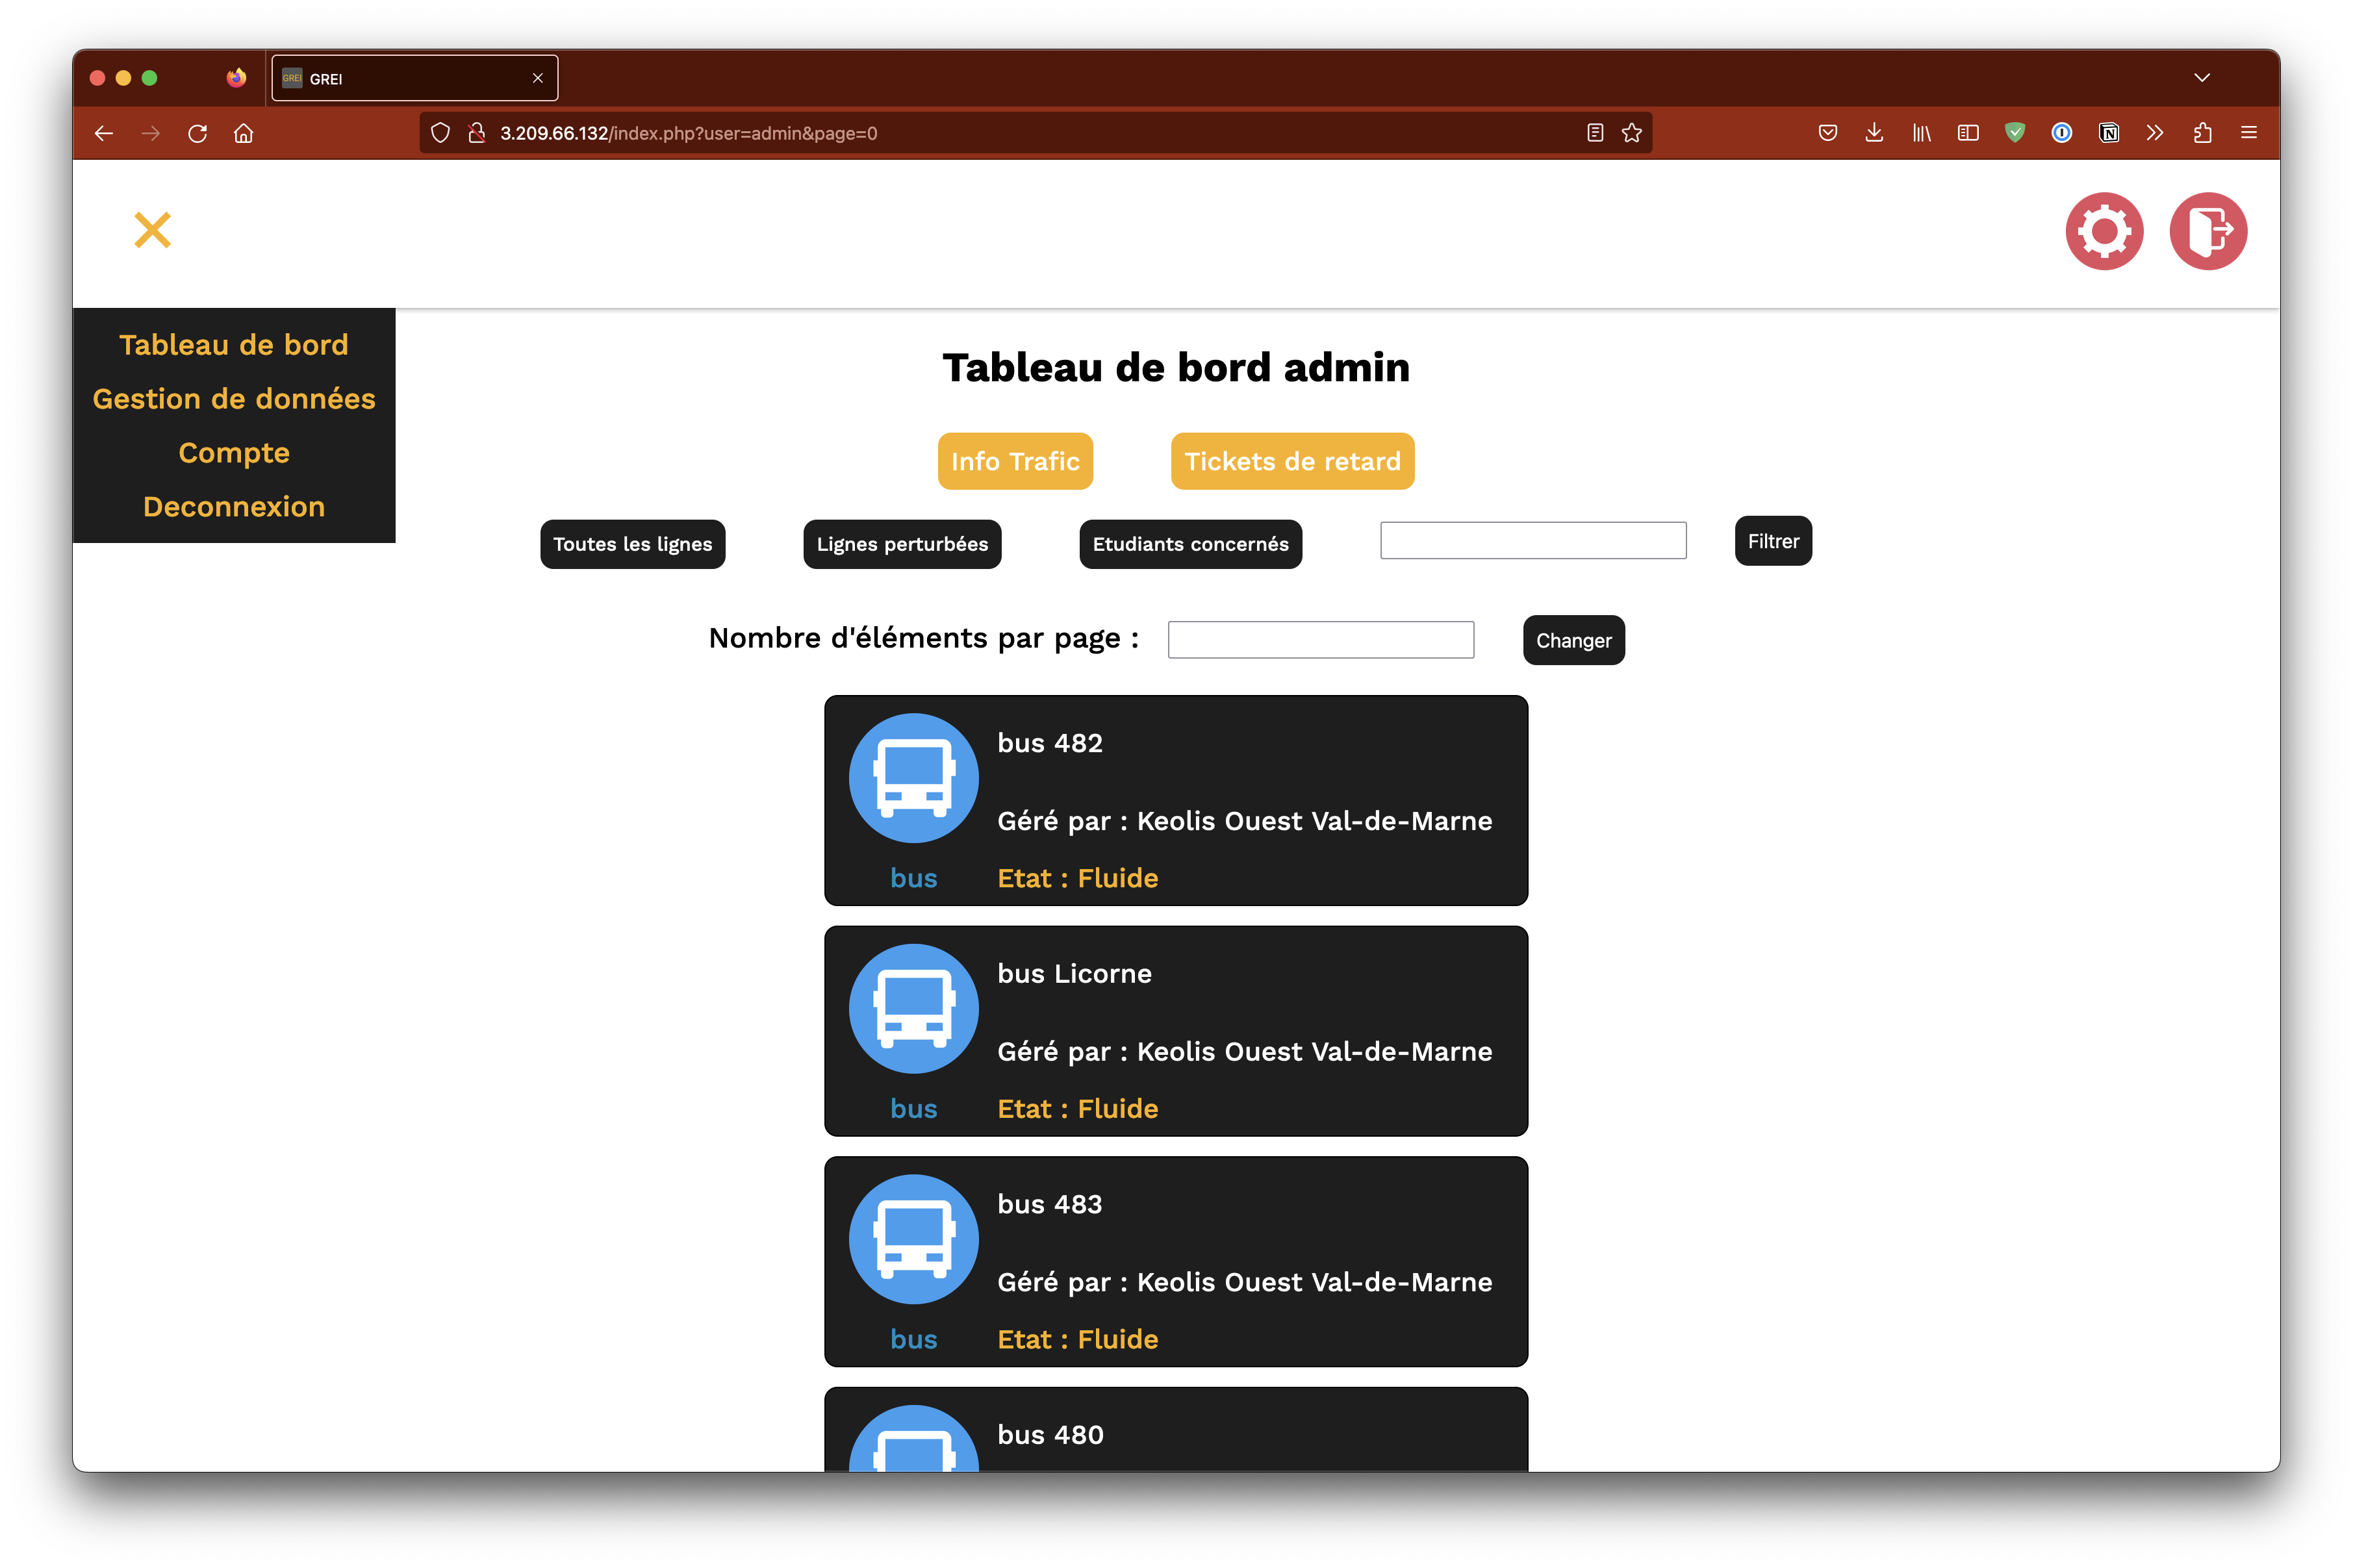 GREI GREI
3.209.66.132/index.php?user=admin&page=0
Tableau de bord
Gestion de données
Compte
Deconnexion
Tableau de bord admin
Info Trafic
Tickets de retard
Toutes les lignes
Lignes perturbées
Etudiants concernés
Filtrer
Nombre d'éléments par page :
Changer
bus 482
Géré par : Keolis Ouest Val-de-Marne
bus
Etat : Fluide
bus Licorne
Géré par : Keolis Ouest Val-de-Marne
bus
Etat : Fluide
bus 483
Géré par : Keolis Ouest Val-de-Marne
bus
Etat : Fluide
bus 480